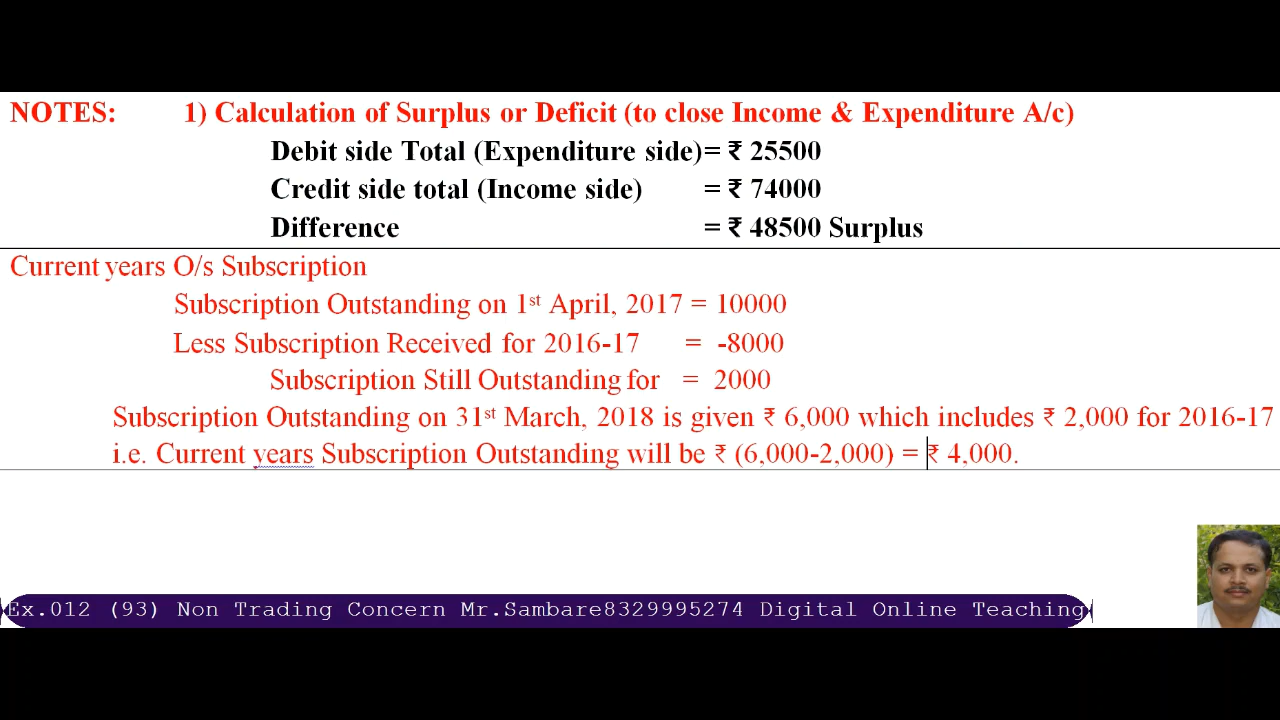 NOTES: 1) Calculation of Surplus or Deficit (to close Income & Expenditure A/c)
Debit side Total (Expenditure side)= ₹ 25500
Credit side total (Income side) = ₹ 74000
Difference = ₹ 48500 Surplus
Current years O/s Subscription
Subscription Outstanding on 1st April, 2017 = 10000
Less Subscription Received for 2016-17 = -8000
Subscription Still Outstanding for = 2000
Subscription Outstanding on 31st March, 2018 is given ₹ 6,000 which includes ₹ 2,000 for 2016-17
i.e. Current years Subscription Outstanding will be ₹ (6,000-2,000) = ₹ 4,000.
Ex.012 (93) Non Trading Concern Mr.Sambare8329995274 Digital Online Teaching